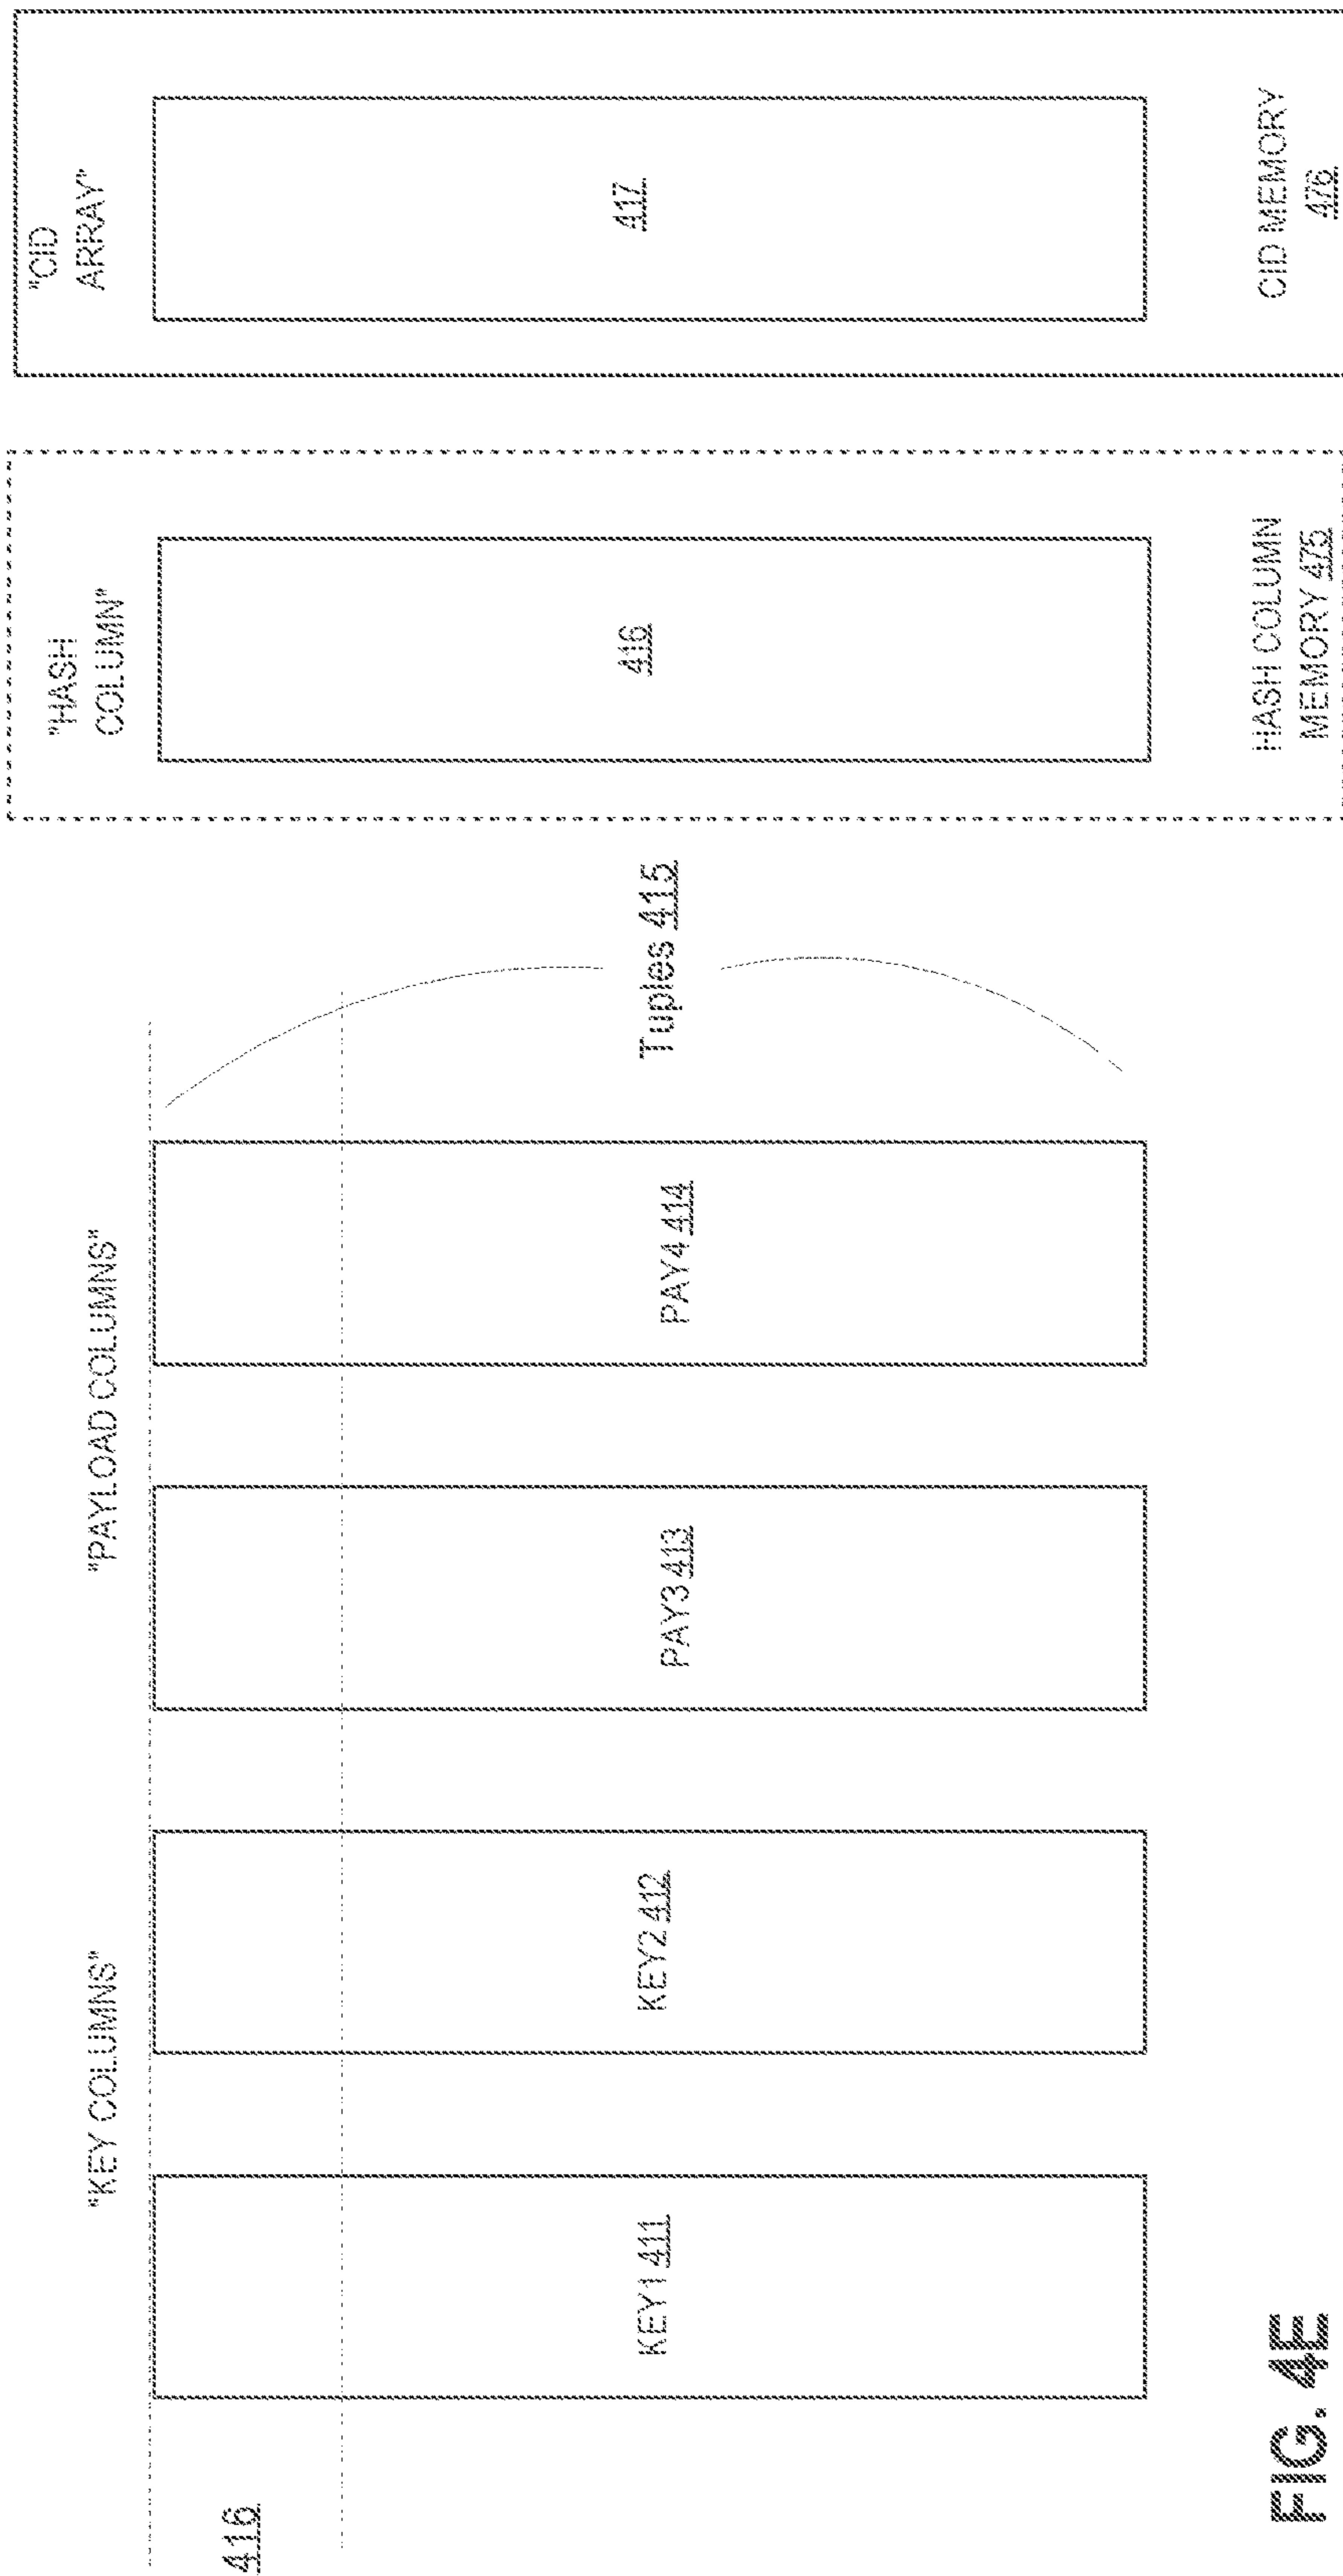 "KEY COLUMNS"
"PAYLOAD COLUMNS"
"HASH
COLUMN"
"CID
ARRAY"
416
KEY1 411
KEY2 412
PAY3 413
PAY4 414
Tuples 415
416
417
HASH COLUMN
MEMORY 475
CID MEMORY
476
FIG. 4E